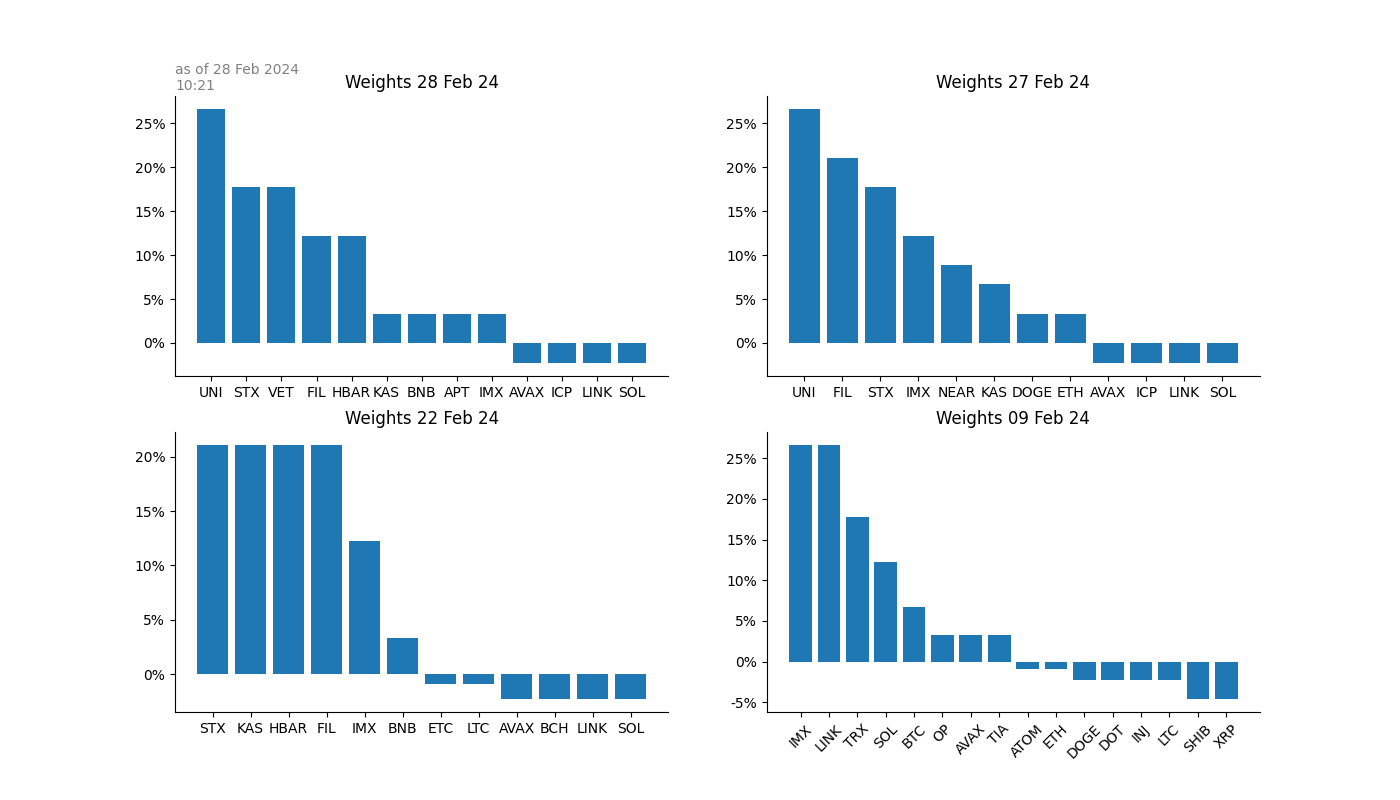 as of 28 Feb 2024
10:21
Weights 28 Feb 24
25%
20%
15%
10%
5%
0%
UNI STX VET FIL HBAR KAS BNB APT IMX AVAX ICP LINK SOL
Weights 27 Feb 24
25%
20%
15%
10%
5%
0%
UNI FIL STX IMX NEAR KAS DOGE ETH AVAX ICP LINK SOL
Weights 22 Feb 24
20%
15%
10%
5%
0%
STX KAS HBAR FIL IMX BNB ETC LTC AVAX BCH LINK SOL
Weights 09 Feb 24
25%
20%
15%
10%
5%
0%
-5%
IMX LINK TRX SOL BTC OP AVAX TIA ATOM ETH DOGE DOT INJ LTC SHIB XRP